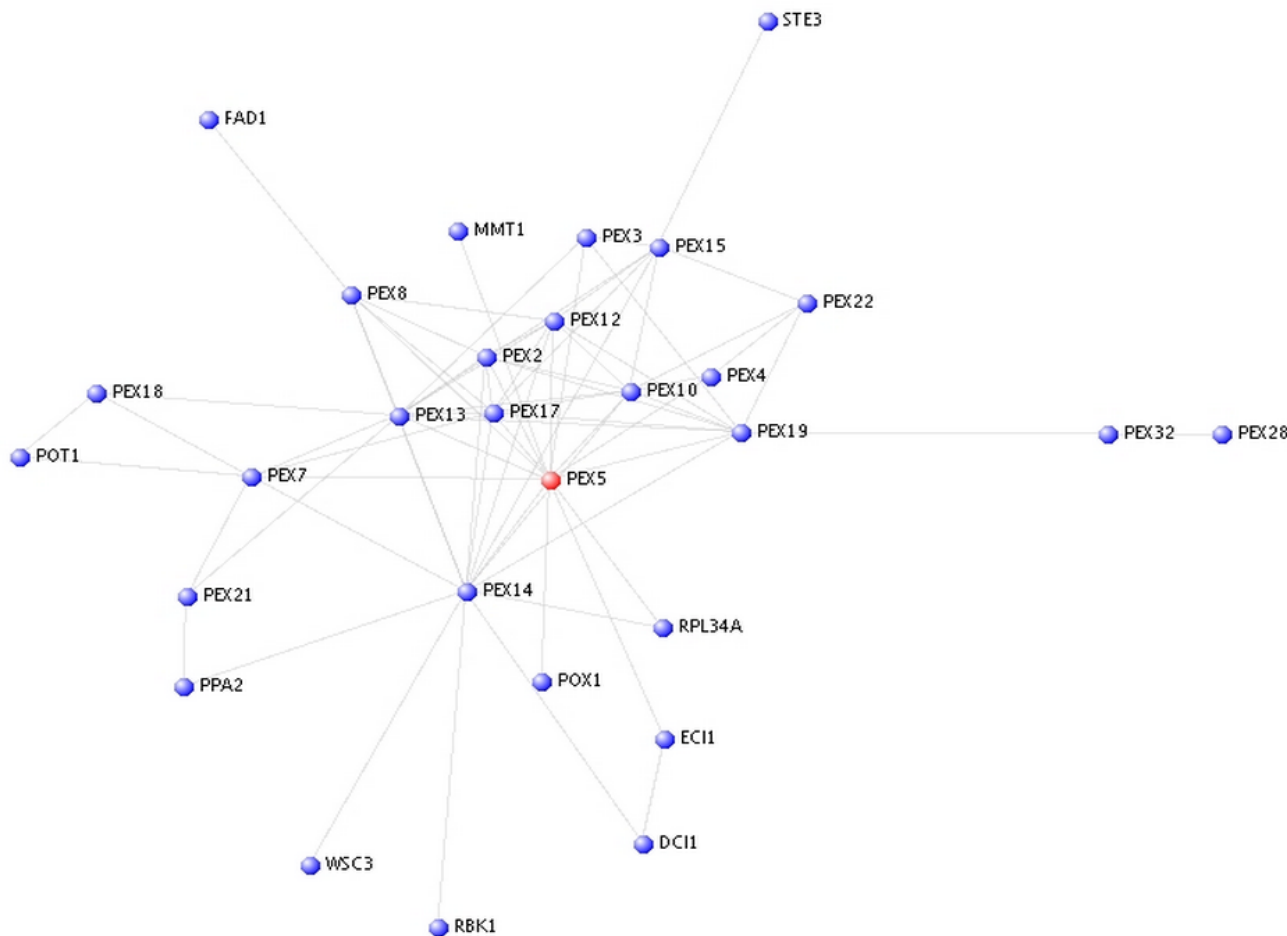 STE3
FAD1
MMT1
PEX3
PEX15
PEX8
PEX22
PEX12
PEX2
PEX4
PEX18
PEX10
PEX13
PEX17
PEX19
PEX32
PEX28
POT1
PEX7
PEX5
PEX21
PEX14
RPL34A
PPA2
POX1
ECI1
DCI1
WSC3
RBK1